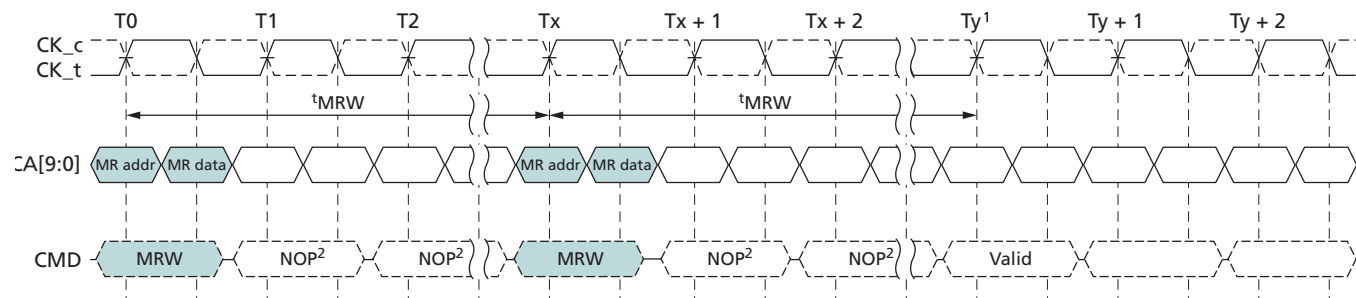 T0 T1 T2 Tx Tx + 1 Tx + 2 Ty¹ Ty + 1 Ty + 2
CK_c
CK_t
ᵗMRW ᵗMRW
CA[9:0] MR addr MR data MR addr MR data
CMD MRW NOP² NOP² MRW NOP² NOP² Valid